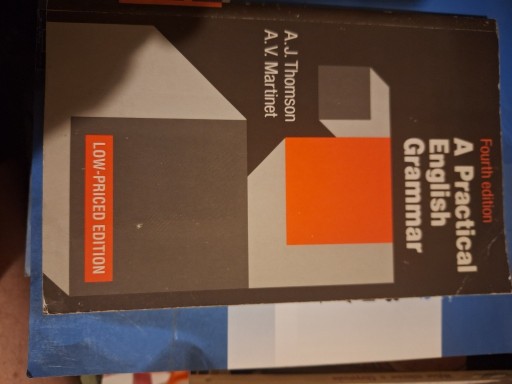 Fourth edition
A Practical
English
Grammar
A.J. Thomson
A.V. Martinet
LOW-PRICED EDITION